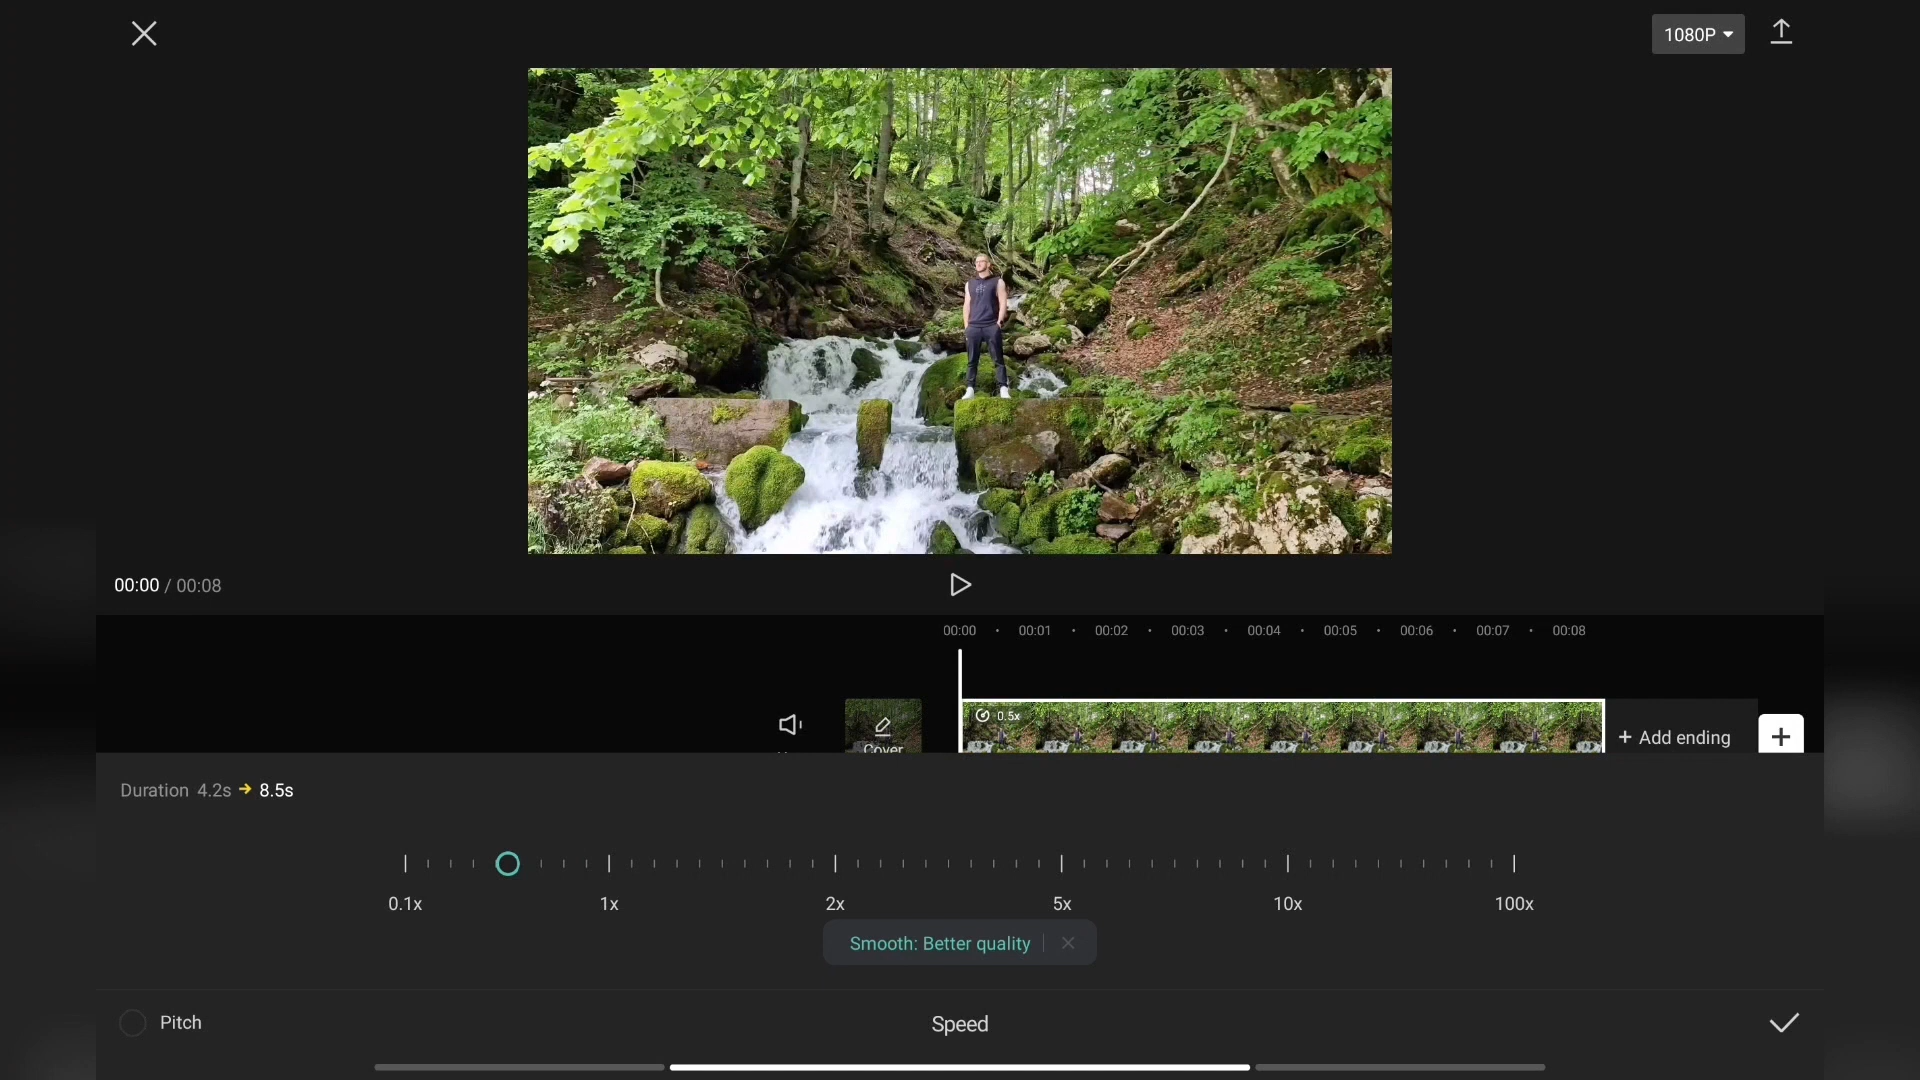 1080P
00:00 / 00:08
00:00 00:01 00:02 00:03 00:04 00:05 00:06 00:07 00:08
0.5x
Cover
+ Add ending
+
Duration 4.2s → 8.5s
0.1x 1x 2x 5x 10x 100x
Smooth: Better quality
Pitch
Speed